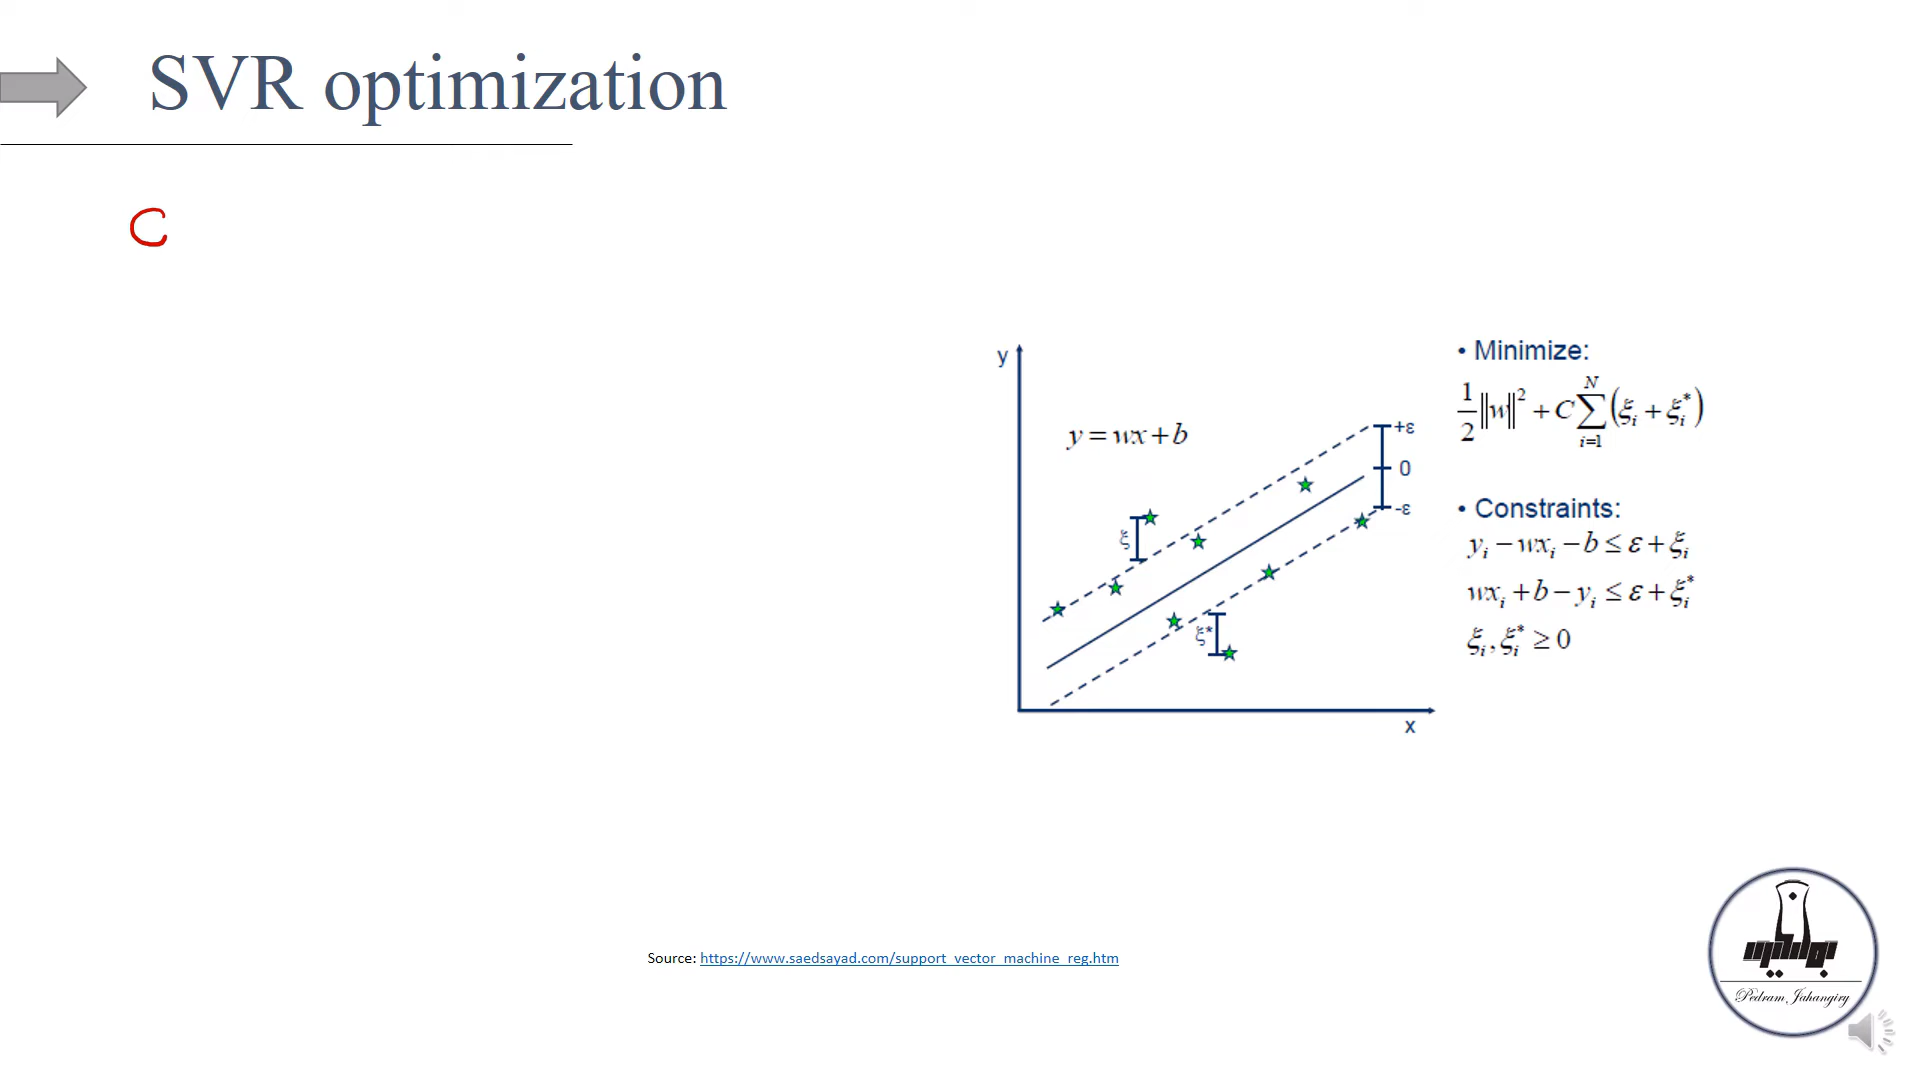 SVR optimization
C
y
y = wx + b
ξ
ξ*
+ε
0
-ε
x
• Minimize:
1/2 ||w||² + C ∑ᵢ₌₁ᴺ (ξᵢ + ξᵢ*)
• Constraints:
yᵢ − wxᵢ − b ≤ ε + ξᵢ
wxᵢ + b − yᵢ ≤ ε + ξᵢ*
ξᵢ, ξᵢ* ≥ 0
Source: https://www.saedsayad.com/support_vector_machine_reg.htm
Pedram Jahangiry